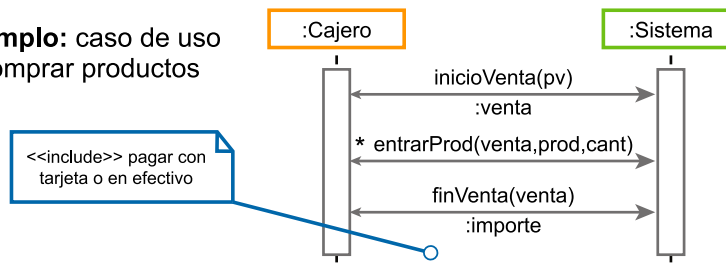 mplo: caso de uso
omprar productos
:Cajero
:Sistema
inicioVenta(pv)
:venta
* entrarProd(venta,prod,cant)
<<include>> pagar con
tarjeta o en efectivo
finVenta(venta)
:importe